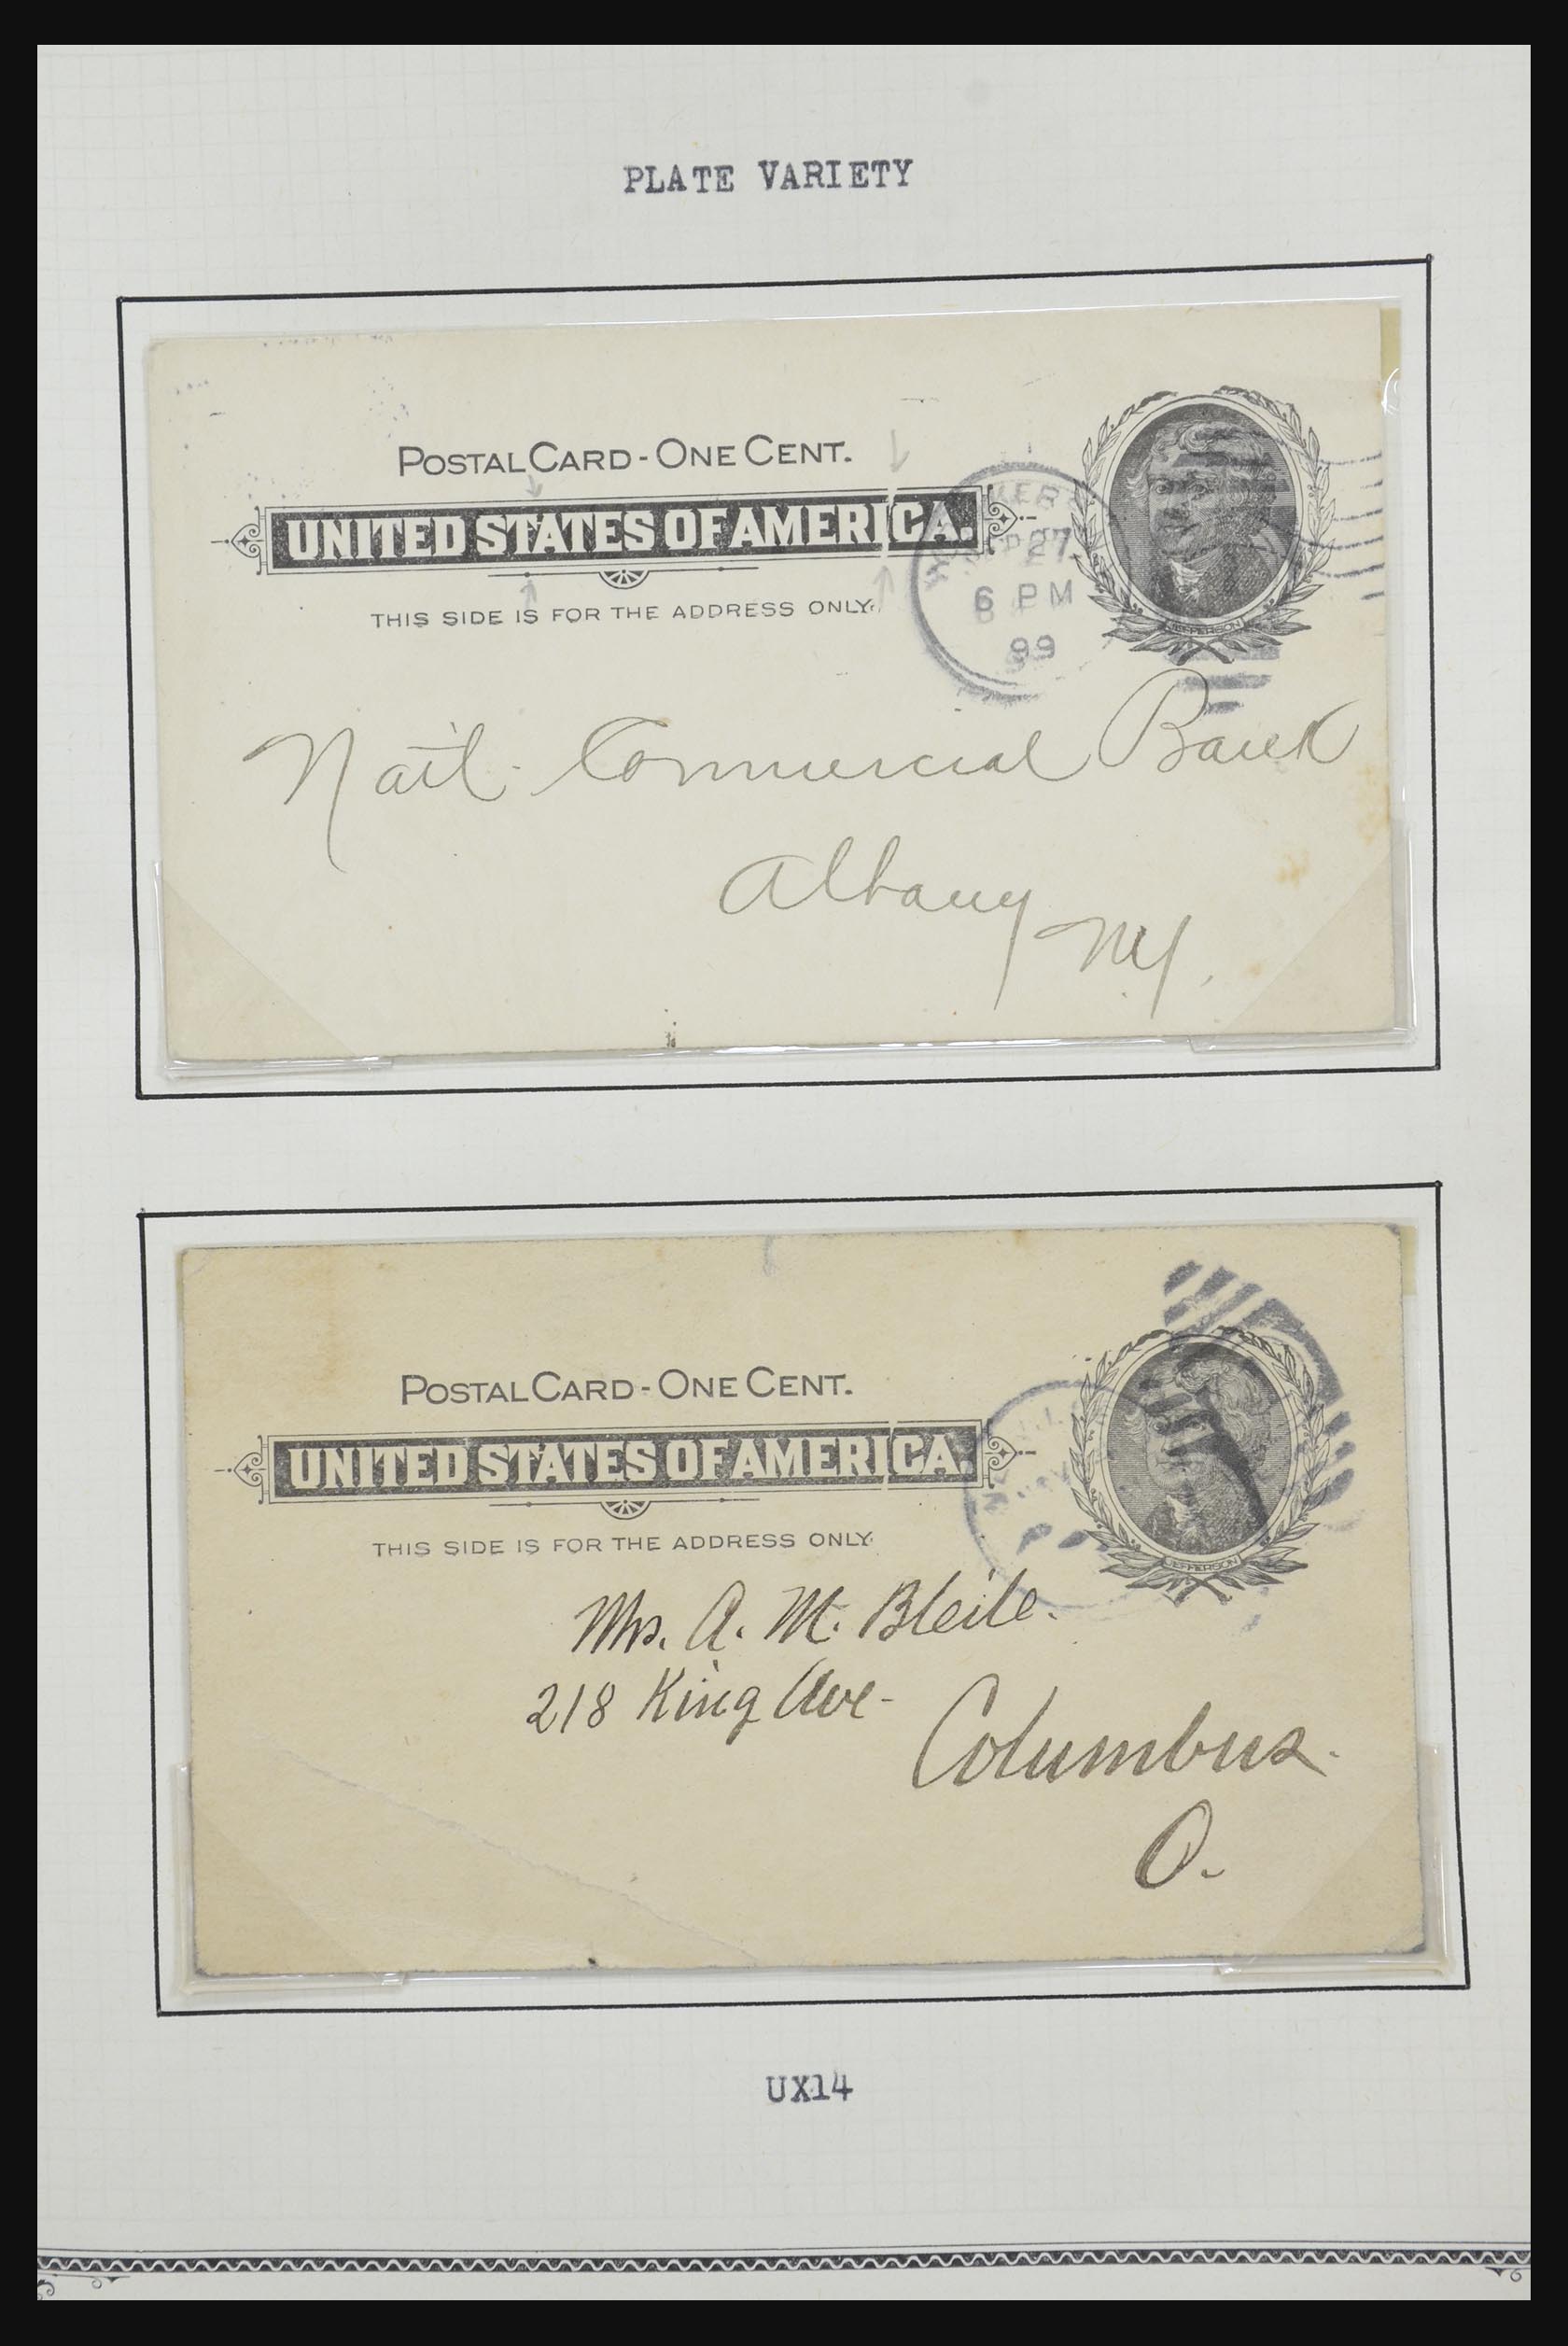 PLATE VARIETY
POSTAL CARD - ONE CENT.
UNITED STATES OF AMERICA.
THIS SIDE IS FOR THE ADDRESS ONLY.
27
6 PM
99
JEFFERSON
Nat'l. Commercial Bank
Albany
NY.
POSTAL CARD - ONE CENT.
UNITED STATES OF AMERICA.
THIS SIDE IS FOR THE ADDRESS ONLY.
JEFFERSON
Mrs. A. M. Bleile.
218 King Ave-
Columbus.
O.
UX14